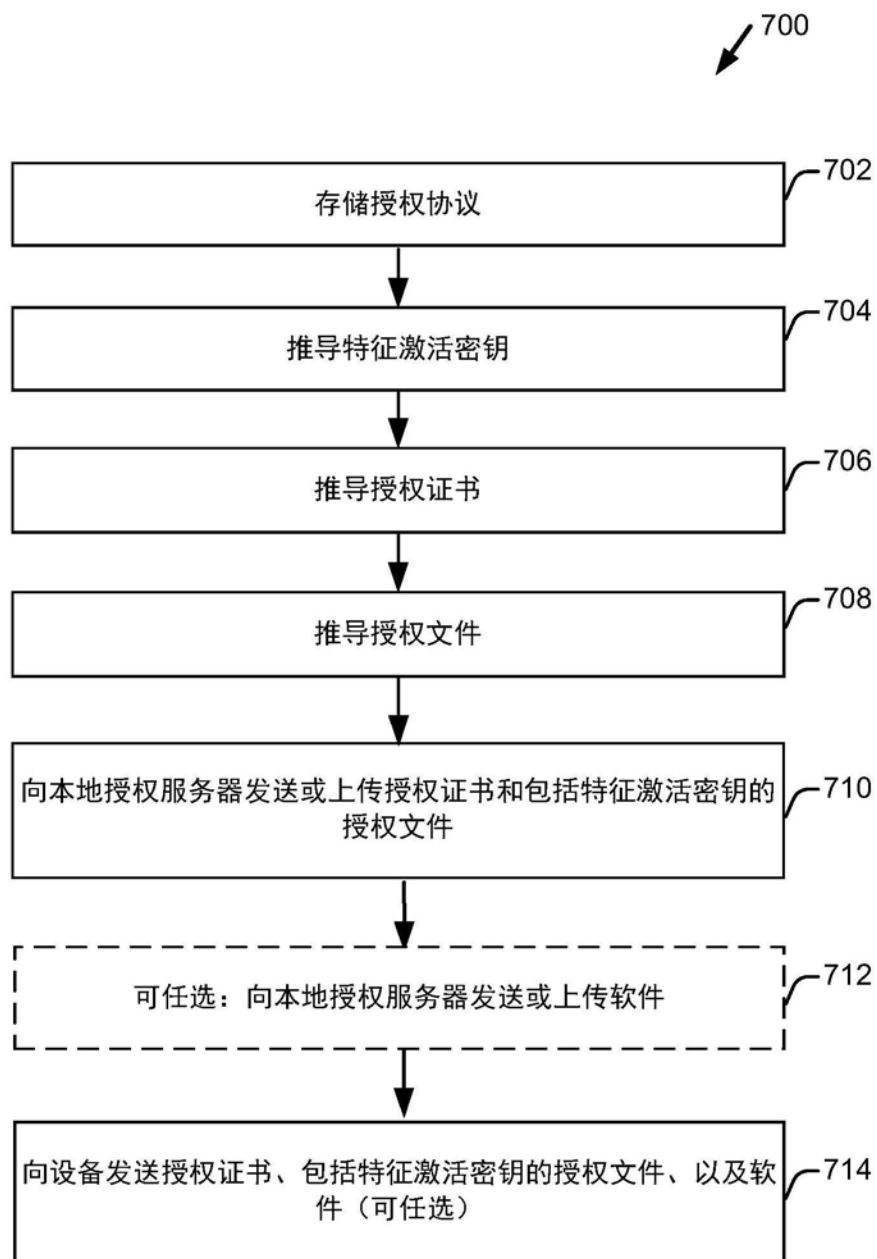 700
存储授权协议
702
推导特征激活密钥
704
推导授权证书
706
推导授权文件
708
向本地授权服务器发送或上传授权证书和包括特征激活密钥的
授权文件
710
可任选：向本地授权服务器发送或上传软件
712
向设备发送授权证书、包括特征激活密钥的授权文件、以及软
件（可任选）
714